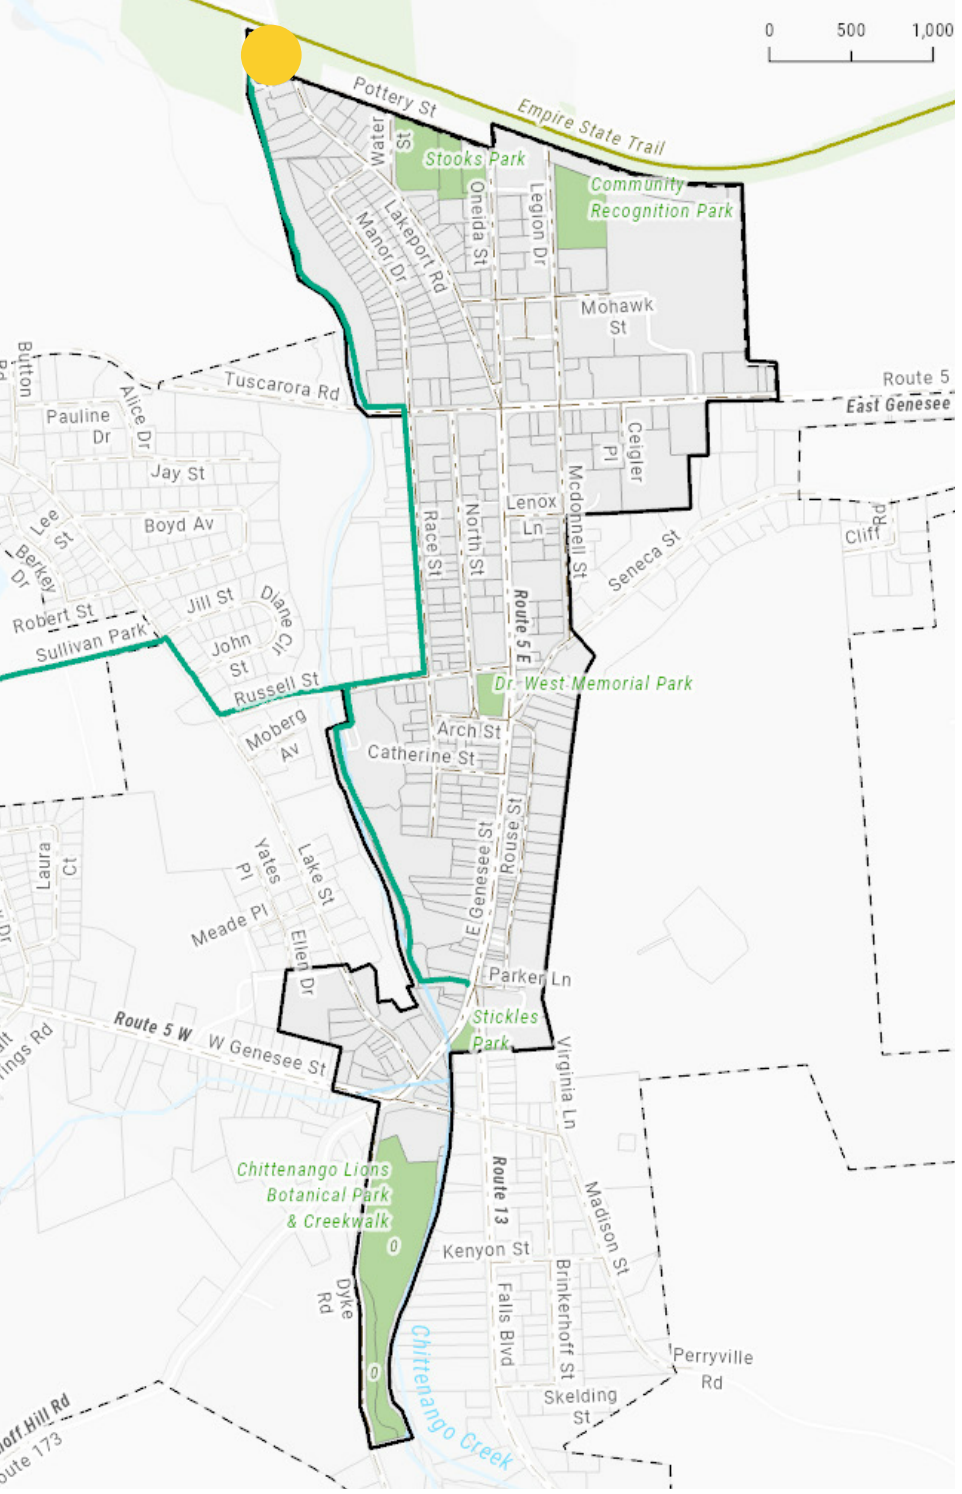 0
500
1,000
Pottery St
Empire State Trail
Water
St
Stooks Park
Community
Recognition Park
Oneida St
Legion Dr
Lakeport Rd
Manor Dr
Mohawk
St
Button
Rd
Tuscarora Rd
Route 5
East Genesee
Alice Dr
Pauline
Dr
Jay St
Ceigler
Pl
Lee
St
Boyd Av
Race St
North St
Lenox
Ln
Mcdonnell St
Seneca St
Cliff
Rd
Berkey
Dr
Robert St
Jill St
Diane Cir
John
St
Sullivan Park
Route 5 E
Russell St
Dr. West Memorial Park
Moberg
Av
Arch St
Catherine St
Laura
Ct
Yates
Pl
Lake St
E Genesee St
Rouse St
Meade Pl
Ellen Dr
Parker Ln
Stickles
Park
Route 5 W
W Genesee St
Virginia Ln
Chittenango Lions
Botanical Park
& Creekwalk
0
Route 13
Madison St
Kenyon St
Dyke
Rd
Falls Blvd
Brinkerhoff St
0
Perryville
Rd
Skelding
St
Chittenango Creek
Hill Rd
oute 173